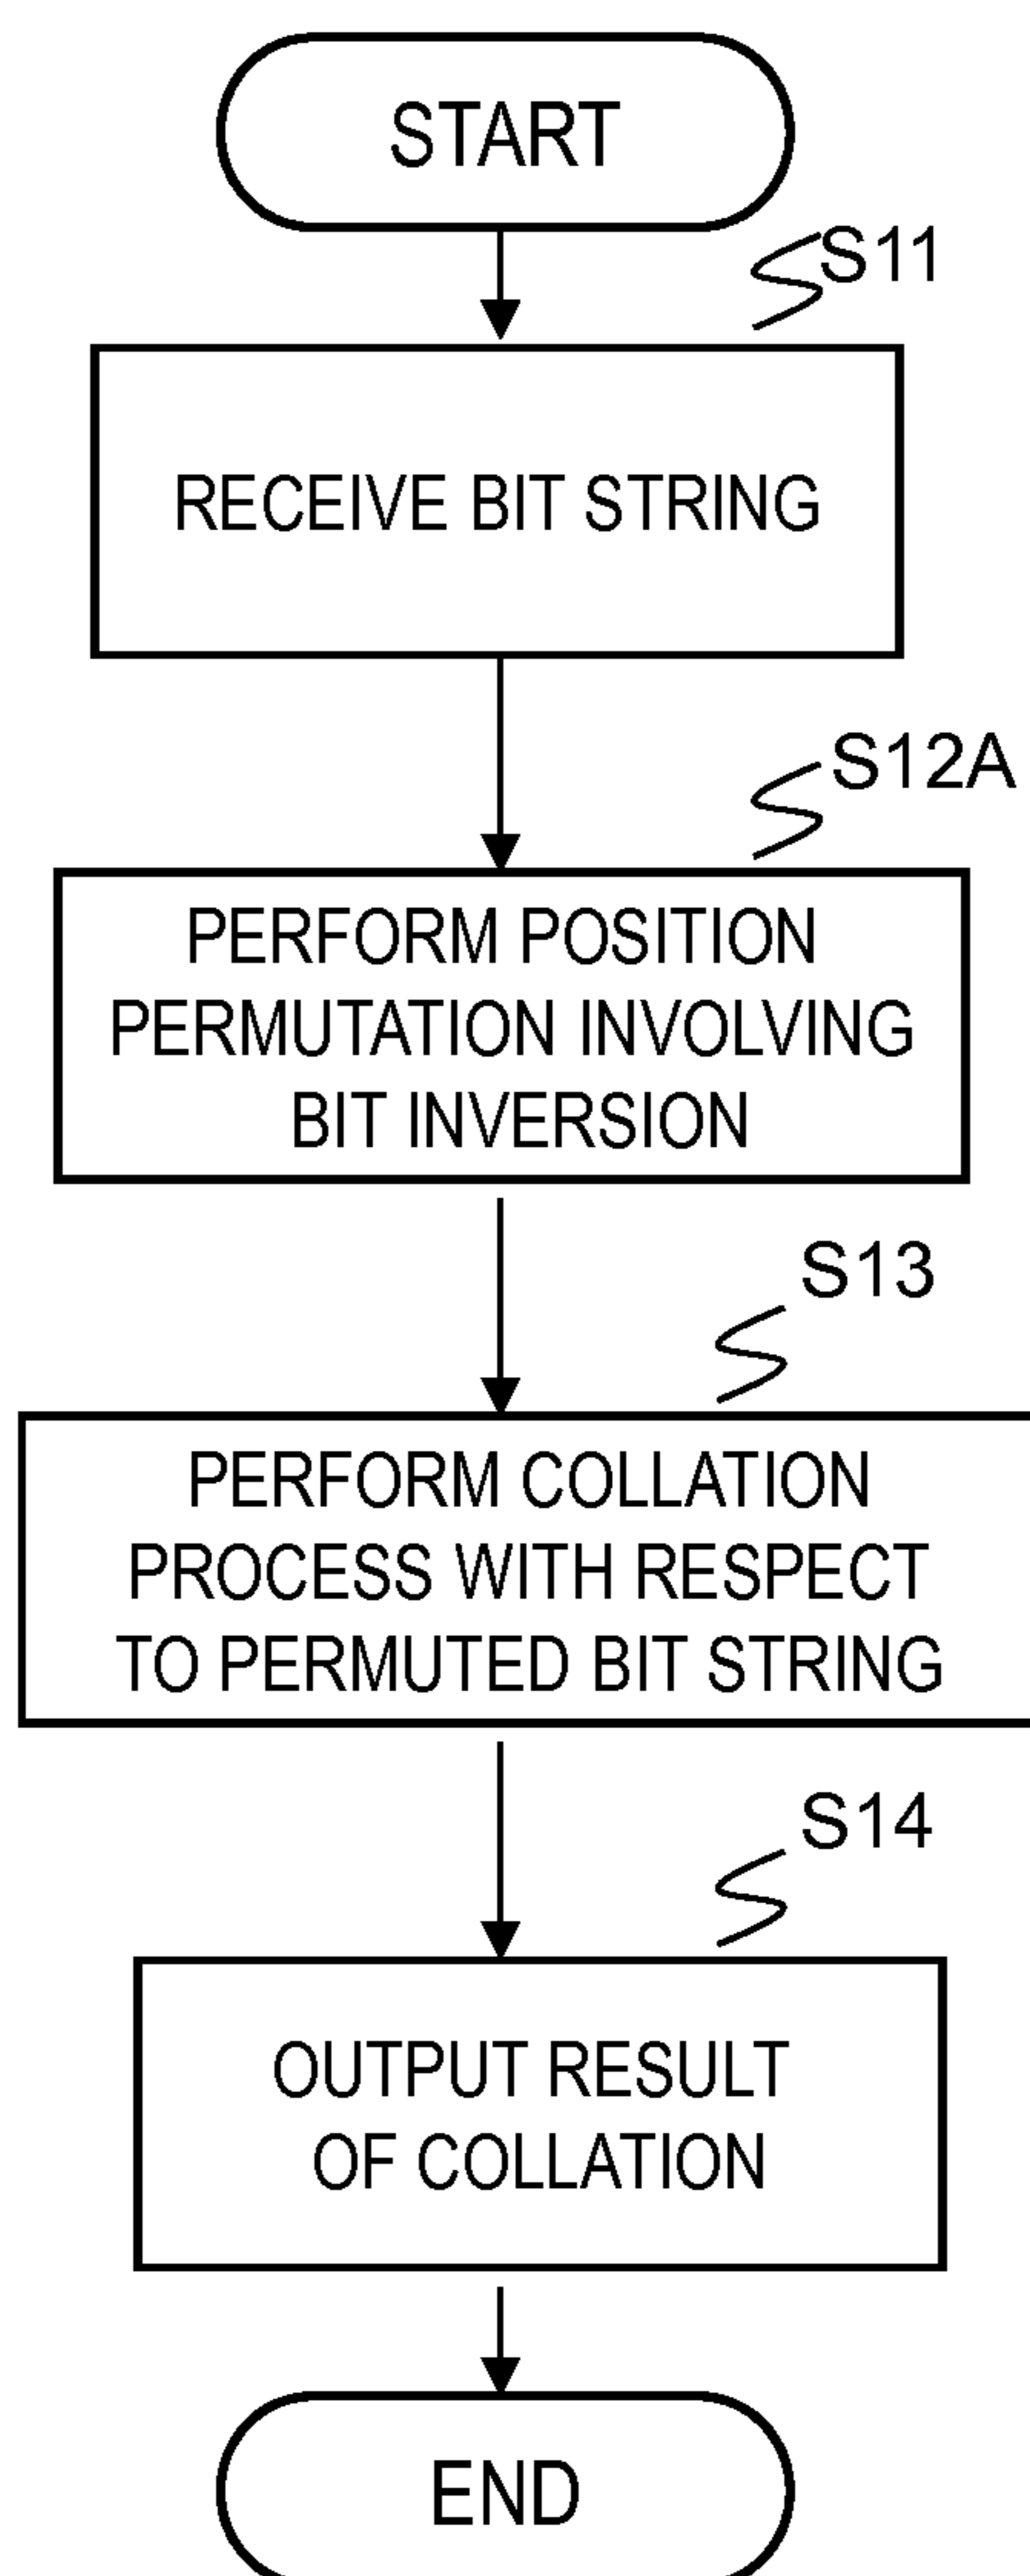 START
S11
RECEIVE BIT STRING
S12A
PERFORM POSITION
PERMUTATION INVOLVING
BIT INVERSION
S13
PERFORM COLLATION
PROCESS WITH RESPECT
TO PERMUTED BIT STRING
S14
OUTPUT RESULT
OF COLLATION
END